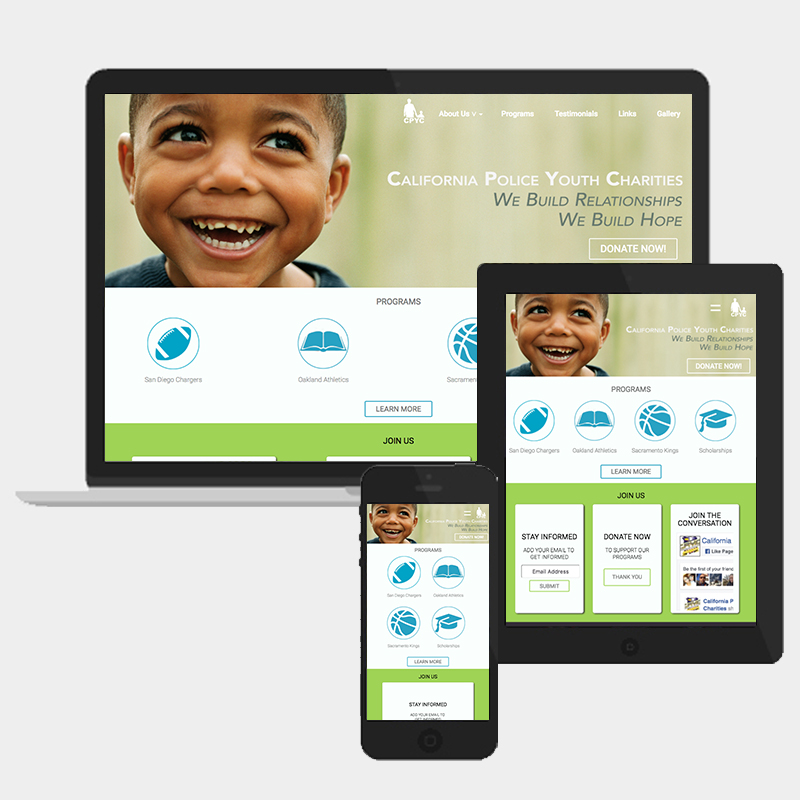 CPYC
About Us ˅
Programs
Testimonials
Links
Gallery
California Police Youth Charities
We Build Relationships
We Build Hope
DONATE NOW!
PROGRAMS
San Diego Chargers
Oakland Athletics
Sacramen
LEARN MORE
JOIN US
CPYC
California Police Youth Charities
We Build Relationships
We Build Hope
DONATE NOW!
PROGRAMS
San Diego Chargers
Oakland Athletics
Sacramento Kings
Scholarships
LEARN MORE
JOIN US
STAY INFORMED
ADD YOUR EMAIL TO
GET INFORMED
Email Address
SUBMIT
DONATE NOW
TO SUPPORT OUR
PROGRAMS
THANK YOU
JOIN THE
CONVERSATION
California
Like Page
Be the first of your friend
California P
Charities
CPYC
California Police Youth Charities
We Build Relationships
We Build Hope
DONATE NOW!
PROGRAMS
San Diego Chargers
Oakland Athletics
Sacramento Kings
Scholarships
LEARN MORE
JOIN US
STAY INFORMED
ADD YOUR EMAIL TO
GET INFORMED